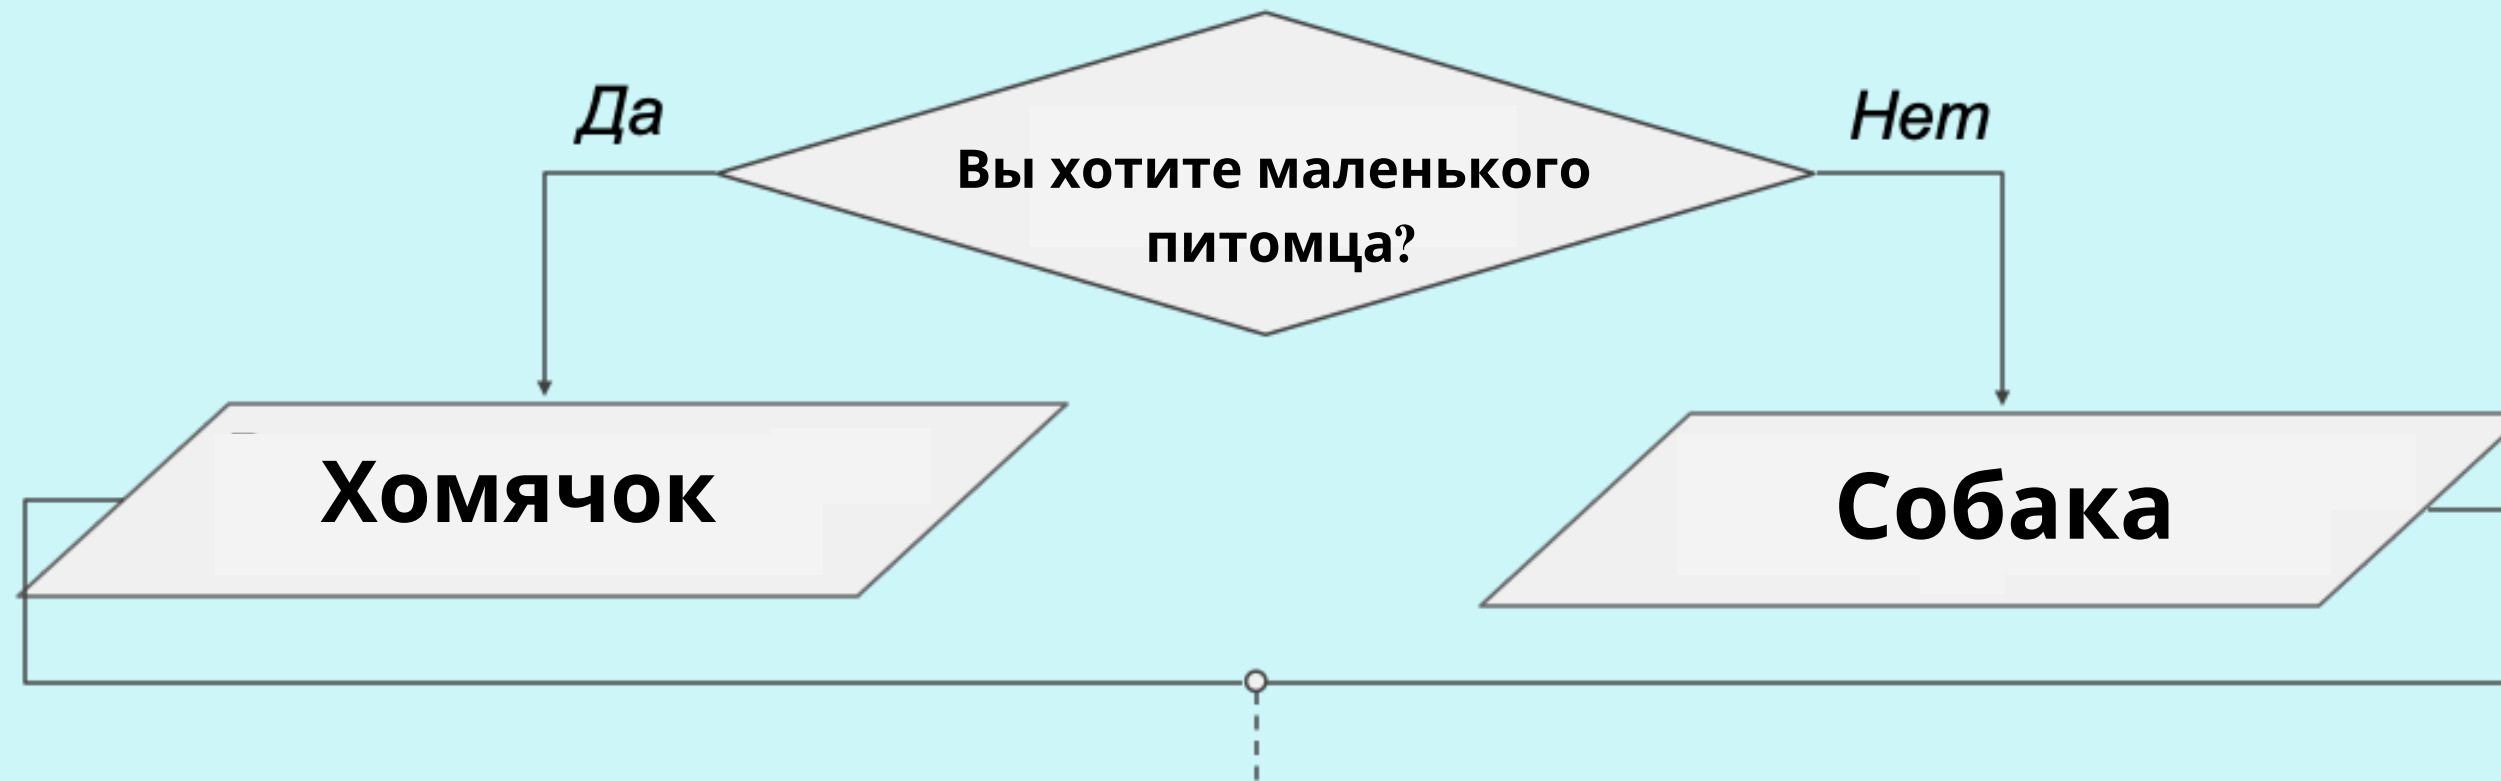 Да
Нет
Вы хотите маленького
питомца?
Хомячок
Собака